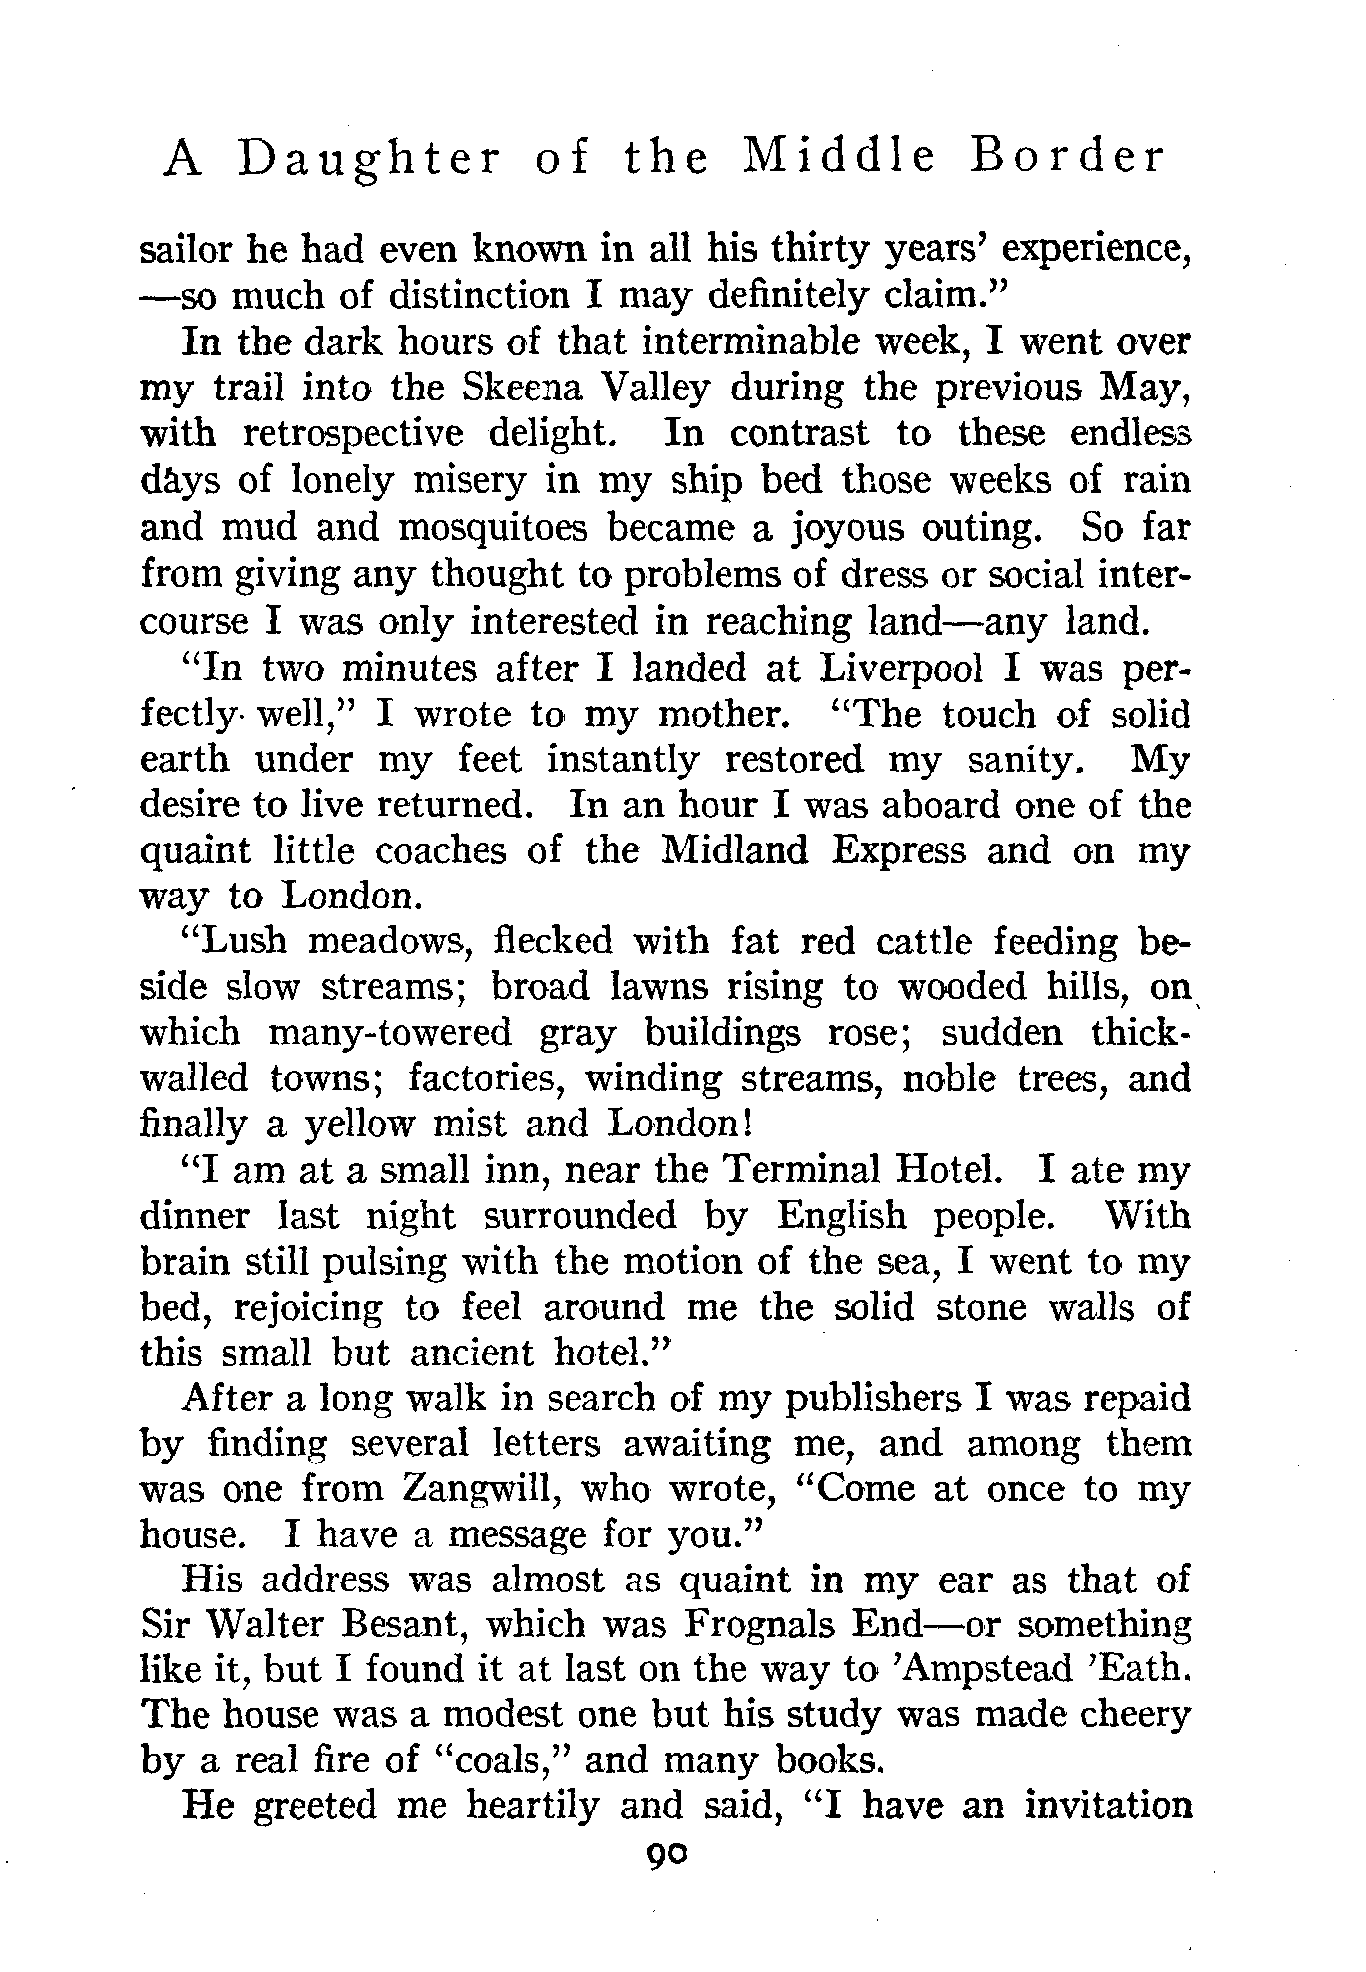 A Daughter of the Middle Border
sailor he had even known in all his thirty years’ experience,
—so much of distinction I may definitely claim.”
In the dark hours of that interminable week, I went over
my trail into the Skeena Valley during the previous May,
with retrospective delight. In contrast to these endless
days of lonely misery in my ship bed those weeks of rain
and mud and mosquitoes became a joyous outing. So far
from giving any thought to problems of dress or social inter-
course I was only interested in reaching land—any land.
“In two minutes after I landed at Liverpool I was per-
fectly well,” I wrote to my mother. “The touch of solid
earth under my feet instantly restored my sanity. My
desire to live returned. In an hour I was aboard one of the
quaint little coaches of the Midland Express and on my
way to London.
“Lush meadows, flecked with fat red cattle feeding be-
side slow streams; broad lawns rising to wooded hills, on
which many-towered gray buildings rose; sudden thick-
walled towns; factories, winding streams, noble trees, and
finally a yellow mist and London!
“I am at a small inn, near the Terminal Hotel. I ate my
dinner last night surrounded by English people. With
brain still pulsing with the motion of the sea, I went to my
bed, rejoicing to feel around me the solid stone walls of
this small but ancient hotel.”
After a long walk in search of my publishers I was repaid
by finding several letters awaiting me, and among them
was one from Zangwill, who wrote, “Come at once to my
house. I have a message for you.”
His address was almost as quaint in my ear as that of
Sir Walter Besant, which was Frognals End—or something
like it, but I found it at last on the way to ’Ampstead ’Eath.
The house was a modest one but his study was made cheery
by a real fire of “coals,” and many books.
He greeted me heartily and said, “I have an invitation
90